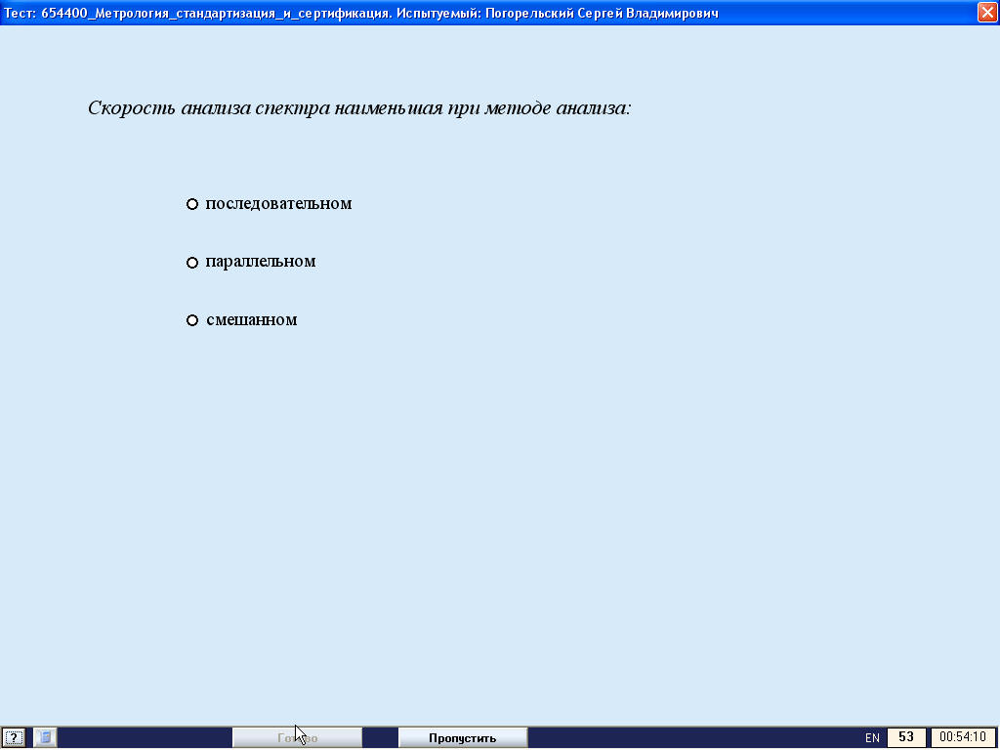 Тест: 654400_Метрология_стандартизация_и_сертификация. Испытуемый: Погорельский Сергей Владимирович
Скорость анализа спектра наименьшая при методе анализа:
последовательном
параллельном
смешанном
? Готово Пропустить EN 53 00:54:10